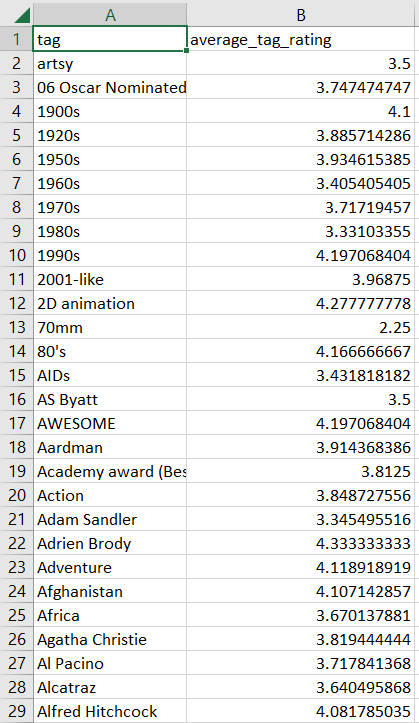 A B
1 tag average_tag_rating
2 artsy 3.5
3 06 Oscar Nominated 3.747474747
4 1900s 4.1
5 1920s 3.885714286
6 1950s 3.934615385
7 1960s 3.405405405
8 1970s 3.71719457
9 1980s 3.33103355
10 1990s 4.197068404
11 2001-like 3.96875
12 2D animation 4.277777778
13 70mm 2.25
14 80's 4.166666667
15 AIDs 3.431818182
16 AS Byatt 3.5
17 AWESOME 4.197068404
18 Aardman 3.914368386
19 Academy award (Bes 3.8125
20 Action 3.848727556
21 Adam Sandler 3.345495516
22 Adrien Brody 4.333333333
23 Adventure 4.118918919
24 Afghanistan 4.107142857
25 Africa 3.670137881
26 Agatha Christie 3.819444444
27 Al Pacino 3.717841368
28 Alcatraz 3.640495868
29 Alfred Hitchcock 4.081785035